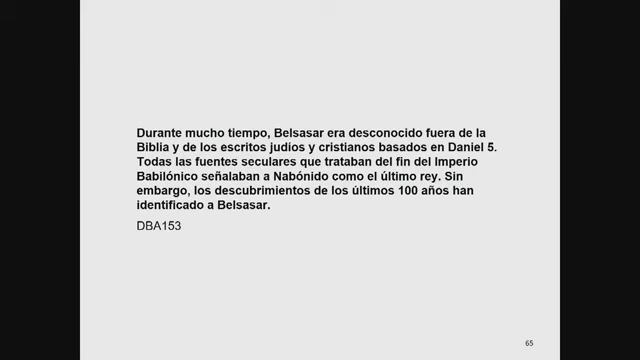 Durante mucho tiempo, Belsasar era desconocido fuera de la
Biblia y de los escritos judíos y cristianos basados en Daniel 5.
Todas las fuentes seculares que trataban del fin del Imperio
Babilónico señalaban a Nabónido como el último rey. Sin
embargo, los descubrimientos de los últimos 100 años han
identificado a Belsasar.
DBA153
65